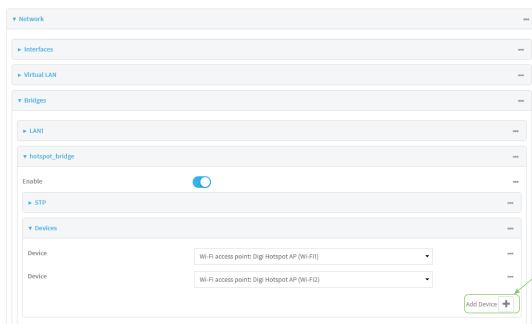 Network
Interfaces
Virtual LAN
Bridges
LAN1
hotspot_bridge
Enable
STP
Devices
Device Wi-Fi access point: Digi Hotspot AP (Wi-Fi1)
Device Wi-Fi access point: Digi Hotspot AP (Wi-Fi2)
Add Device